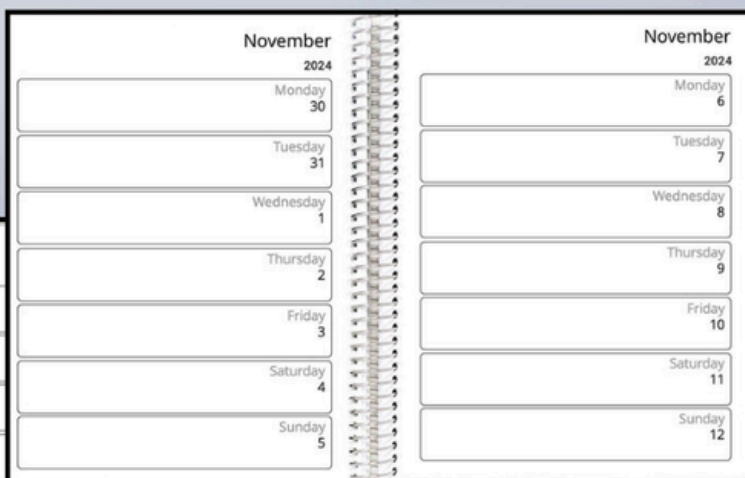 November
2024
Monday
30
Tuesday
31
Wednesday
1
Thursday
2
Friday
3
Saturday
4
Sunday
5
November
2024
Monday
6
Tuesday
7
Wednesday
8
Thursday
9
Friday
10
Saturday
11
Sunday
12